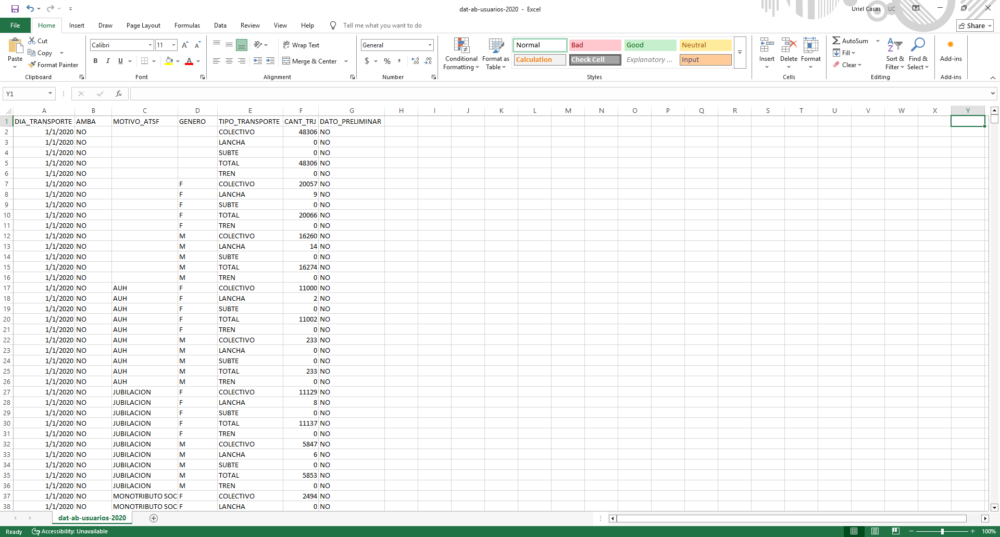 dat-ab-usuarios-2020 - Excel
Uriel Casas UC
File Home Insert Draw Page Layout Formulas Data Review View Help Tell me what you want to do Share
Paste Cut Copy Format Painter
Calibri 11
B I U
Wrap Text
Merge & Center
General
$ %
Conditional Formatting
Format as Table
Normal Bad Good Neutral
Calculation Check Cell Explanatory ... Input
Insert Delete Format
AutoSum
Fill
Clear
Sort & Filter
Find & Select
Add-ins
Clipboard Font Alignment Number Styles Cells Editing Add-ins
Y1 fx
A B C D E F G H I J K L M N O P Q R S T U V W X Y
1 DIA_TRANSPORTE AMBA MOTIVO_ATSF GENERO TIPO_TRANSPORTE CANT_TRJ DATO_PRELIMINAR
2 1/1/2020 NO COLECTIVO 48306 NO
3 1/1/2020 NO LANCHA 0 NO
4 1/1/2020 NO SUBTE 0 NO
5 1/1/2020 NO TOTAL 48306 NO
6 1/1/2020 NO TREN 0 NO
7 1/1/2020 NO F COLECTIVO 20057 NO
8 1/1/2020 NO F LANCHA 9 NO
9 1/1/2020 NO F SUBTE 0 NO
10 1/1/2020 NO F TOTAL 20066 NO
11 1/1/2020 NO F TREN 0 NO
12 1/1/2020 NO M COLECTIVO 16260 NO
13 1/1/2020 NO M LANCHA 14 NO
14 1/1/2020 NO M SUBTE 0 NO
15 1/1/2020 NO M TOTAL 16274 NO
16 1/1/2020 NO M TREN 0 NO
17 1/1/2020 NO AUH F COLECTIVO 11000 NO
18 1/1/2020 NO AUH F LANCHA 2 NO
19 1/1/2020 NO AUH F SUBTE 0 NO
20 1/1/2020 NO AUH F TOTAL 11002 NO
21 1/1/2020 NO AUH F TREN 0 NO
22 1/1/2020 NO AUH M COLECTIVO 233 NO
23 1/1/2020 NO AUH M LANCHA 0 NO
24 1/1/2020 NO AUH M SUBTE 0 NO
25 1/1/2020 NO AUH M TOTAL 233 NO
26 1/1/2020 NO AUH M TREN 0 NO
27 1/1/2020 NO JUBILACION F COLECTIVO 11129 NO
28 1/1/2020 NO JUBILACION F LANCHA 8 NO
29 1/1/2020 NO JUBILACION F SUBTE 0 NO
30 1/1/2020 NO JUBILACION F TOTAL 11137 NO
31 1/1/2020 NO JUBILACION F TREN 0 NO
32 1/1/2020 NO JUBILACION M COLECTIVO 5847 NO
33 1/1/2020 NO JUBILACION M LANCHA 6 NO
34 1/1/2020 NO JUBILACION M SUBTE 0 NO
35 1/1/2020 NO JUBILACION M TOTAL 5853 NO
36 1/1/2020 NO JUBILACION M TREN 0 NO
37 1/1/2020 NO MONOTRIBUTO SOC F COLECTIVO 2494 NO
38 1/1/2020 NO MONOTRIBUTO SOC F LANCHA 0 NO
dat-ab-usuarios-2020
Ready Accessibility: Unavailable 100%